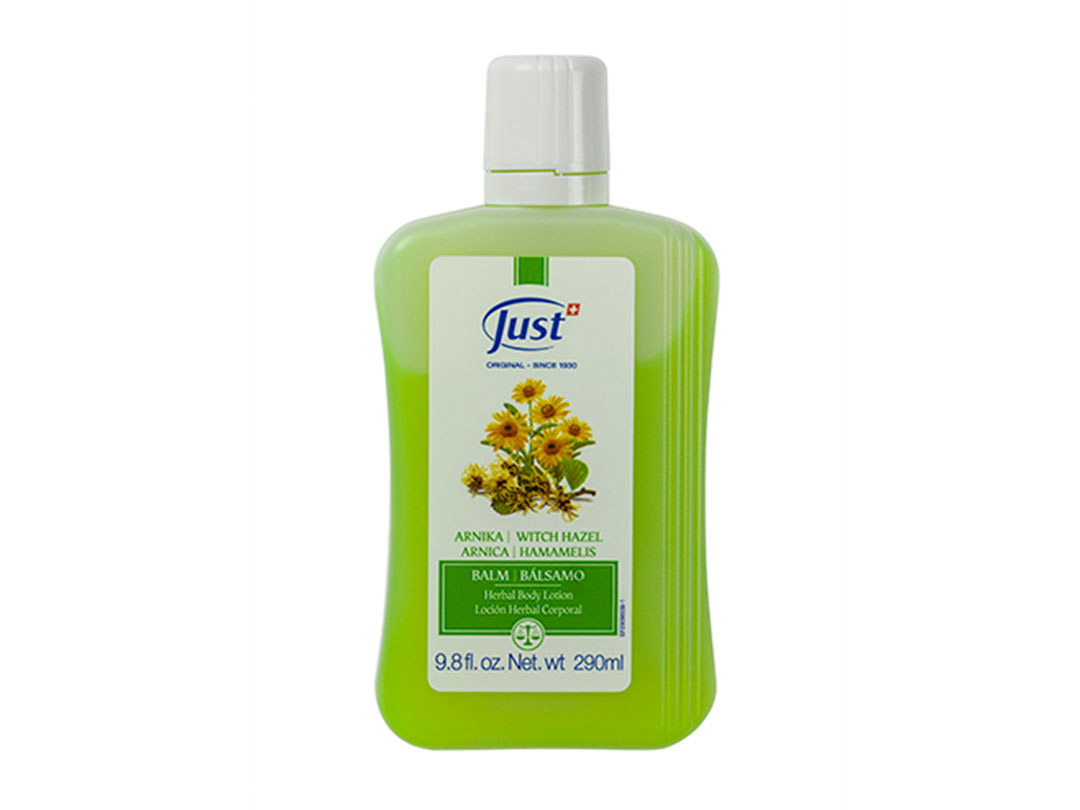 Just
ORIGINAL - SINCE 1930
ARNIKA | WITCH HAZEL
ARNICA | HAMAMELIS
BALM | BÁLSAMO
Herbal Body Lotion
Loción Herbal Corporal
9.8 fl. oz. Net. wt 290ml